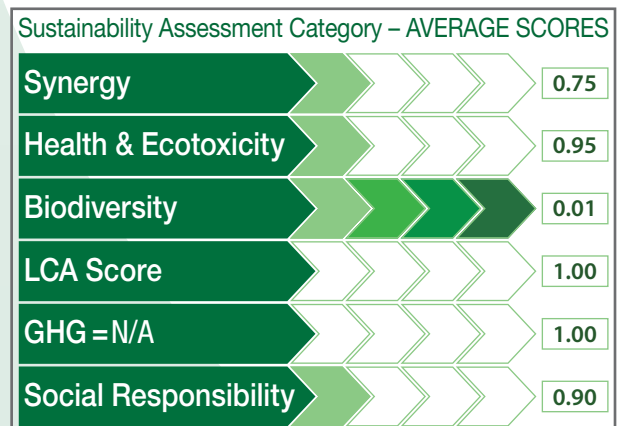 Sustainability Assessment Category – AVERAGE SCORES
Synergy 0.75
Health & Ecotoxicity 0.95
Biodiversity 0.01
LCA Score 1.00
GHG = N/A 1.00
Social Responsibility 0.90